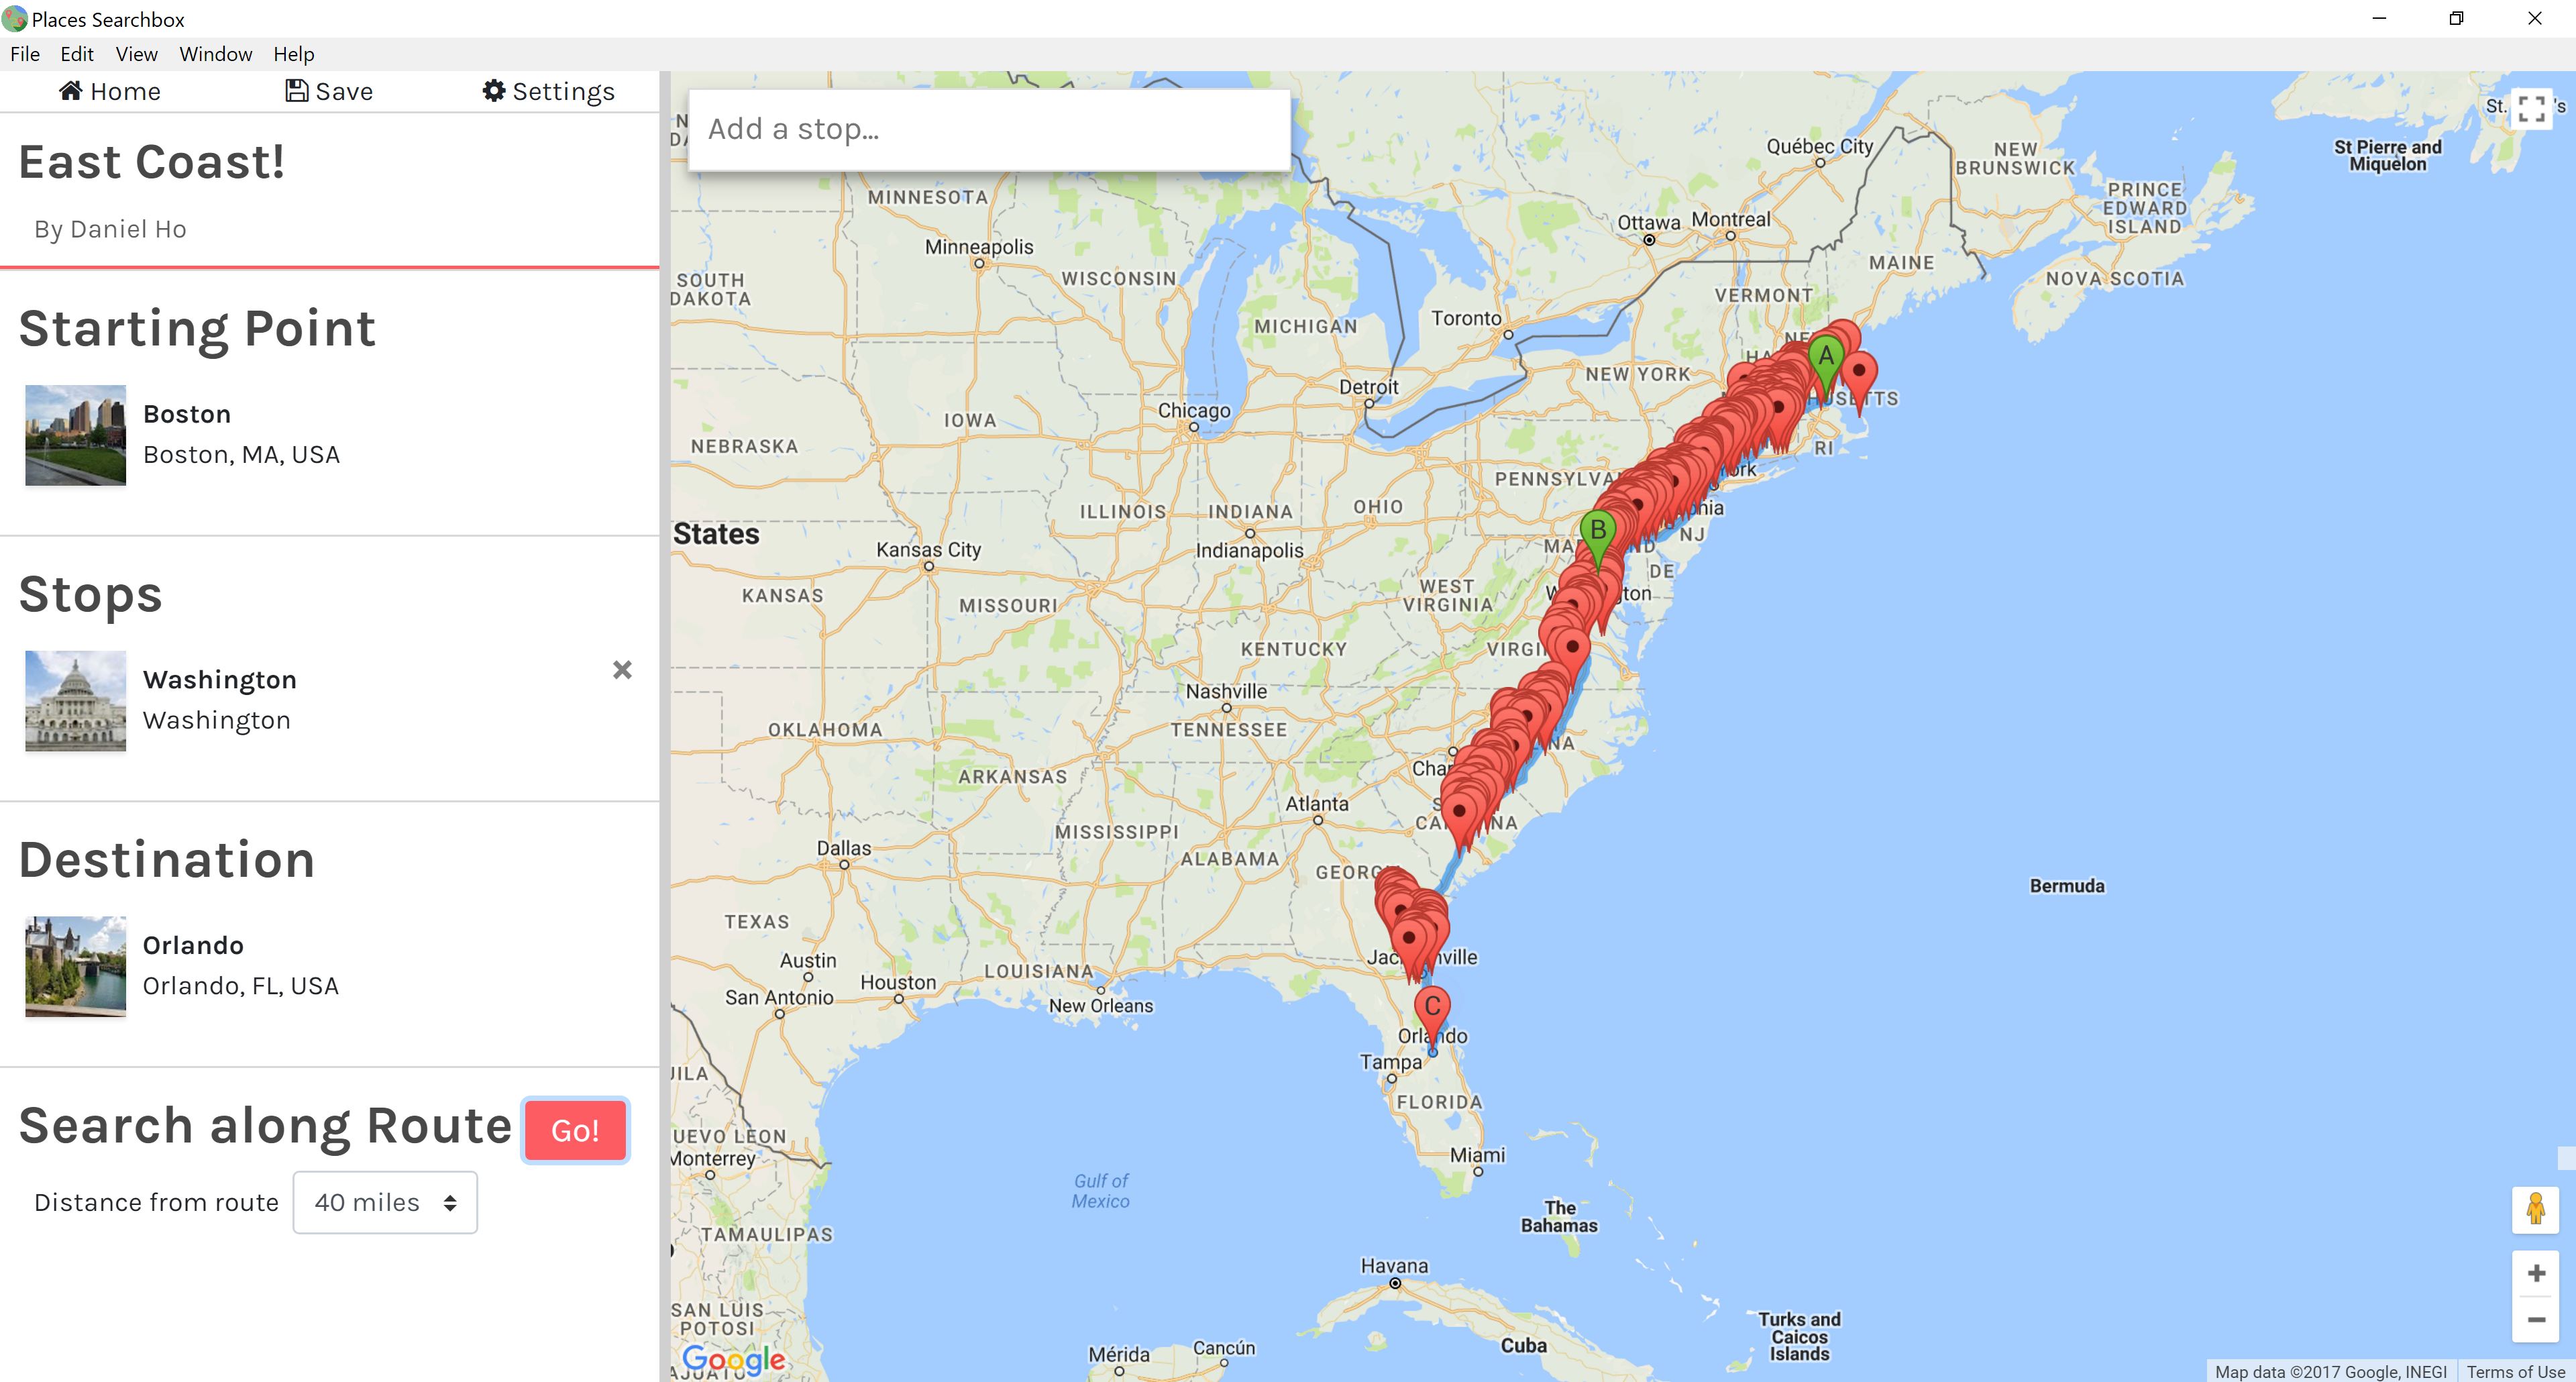 Places Searchbox
File Edit View Window Help
Home Save Settings
East Coast!
By Daniel Ho
Starting Point
Boston
Boston, MA, USA
Stops
Washington
Washington
Destination
Orlando
Orlando, FL, USA
Search along Route Go!
Distance from route 40 miles
Add a stop...
Québec City
NEW
BRUNSWICK
St Pierre and
Miquelon
PRINCE
EDWARD
ISLAND
MINNESOTA
Ottawa
Montreal
Minneapolis
WISCONSIN
SOUTH
DAKOTA
MAINE
NOVA SCOTIA
VERMONT
MICHIGAN
Toronto
NEW YORK
Detroit
Chicago
IOWA
A
NEBRASKA
RI
PENNSYLVA
ILLINOIS
INDIANA
OHIO
States
B
NJ
Kansas City
Indianapolis
DE
KANSAS
MISSOURI
WEST
VIRGINIA
KENTUCKY
Nashville
OKLAHOMA
TENNESSEE
ARKANSAS
Atlanta
MISSISSIPPI
Dallas
ALABAMA
Bermuda
TEXAS
Austin
Houston
LOUISIANA
San Antonio
New Orleans
C
Orlando
Tampa
FLORIDA
UEVO LEON
Monterrey
Miami
Gulf of
Mexico
The
Bahamas
TAMAULIPAS
Havana
SAN LUIS
POTOSI
Turks and
Caicos
Islands
Cuba
Mérida
Cancún
Google
Map data ©2017 Google, INEGI Terms of Use